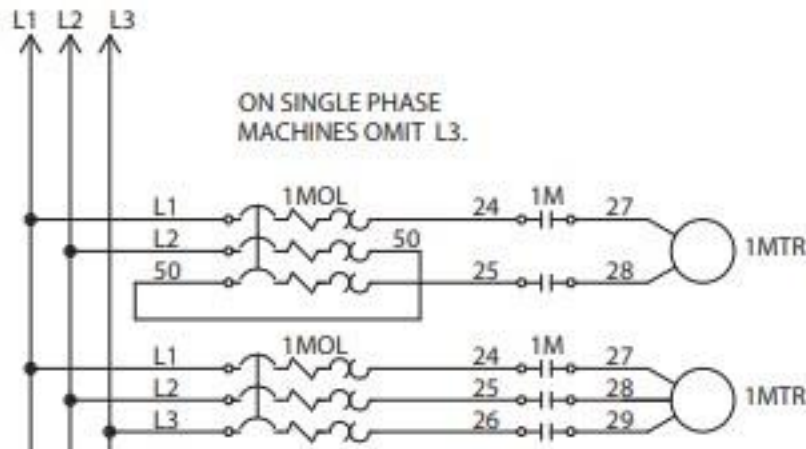 L1 L2 L3
ON SINGLE PHASE
MACHINES OMIT L3.
L1 1MOL 24 1M 27
L2 50 1MTR
50 25 28
L1 1MOL 24 1M 27
L2 25 28 1MTR
L3 26 29